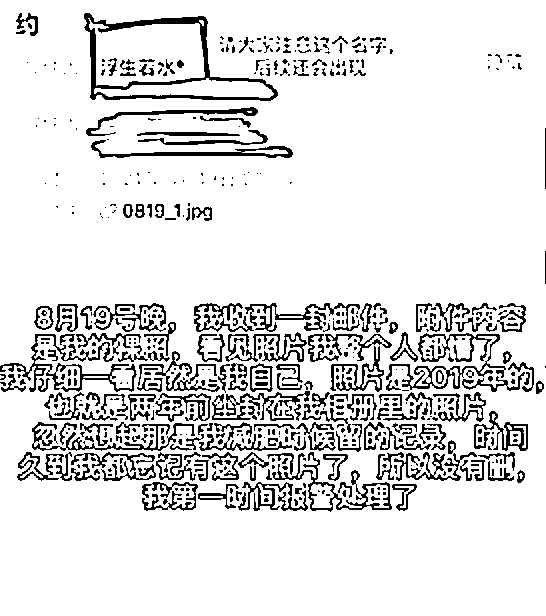 约
请大家注意这个名字,
浮生若水
后续还会出现
0819_1.jpg
8月19号晚，我收到一封邮件，附件内容
是我的裸照，看见照片我整个人都懵了，
我仔细一看居然是我自己，照片是2019年的，
也就是两年前尘封在我相册里的照片，
忽然想起那是我减肥时候留的记录，时间
久到我都忘记有这个照片了，所以没有删，
我第一时间报警处理了